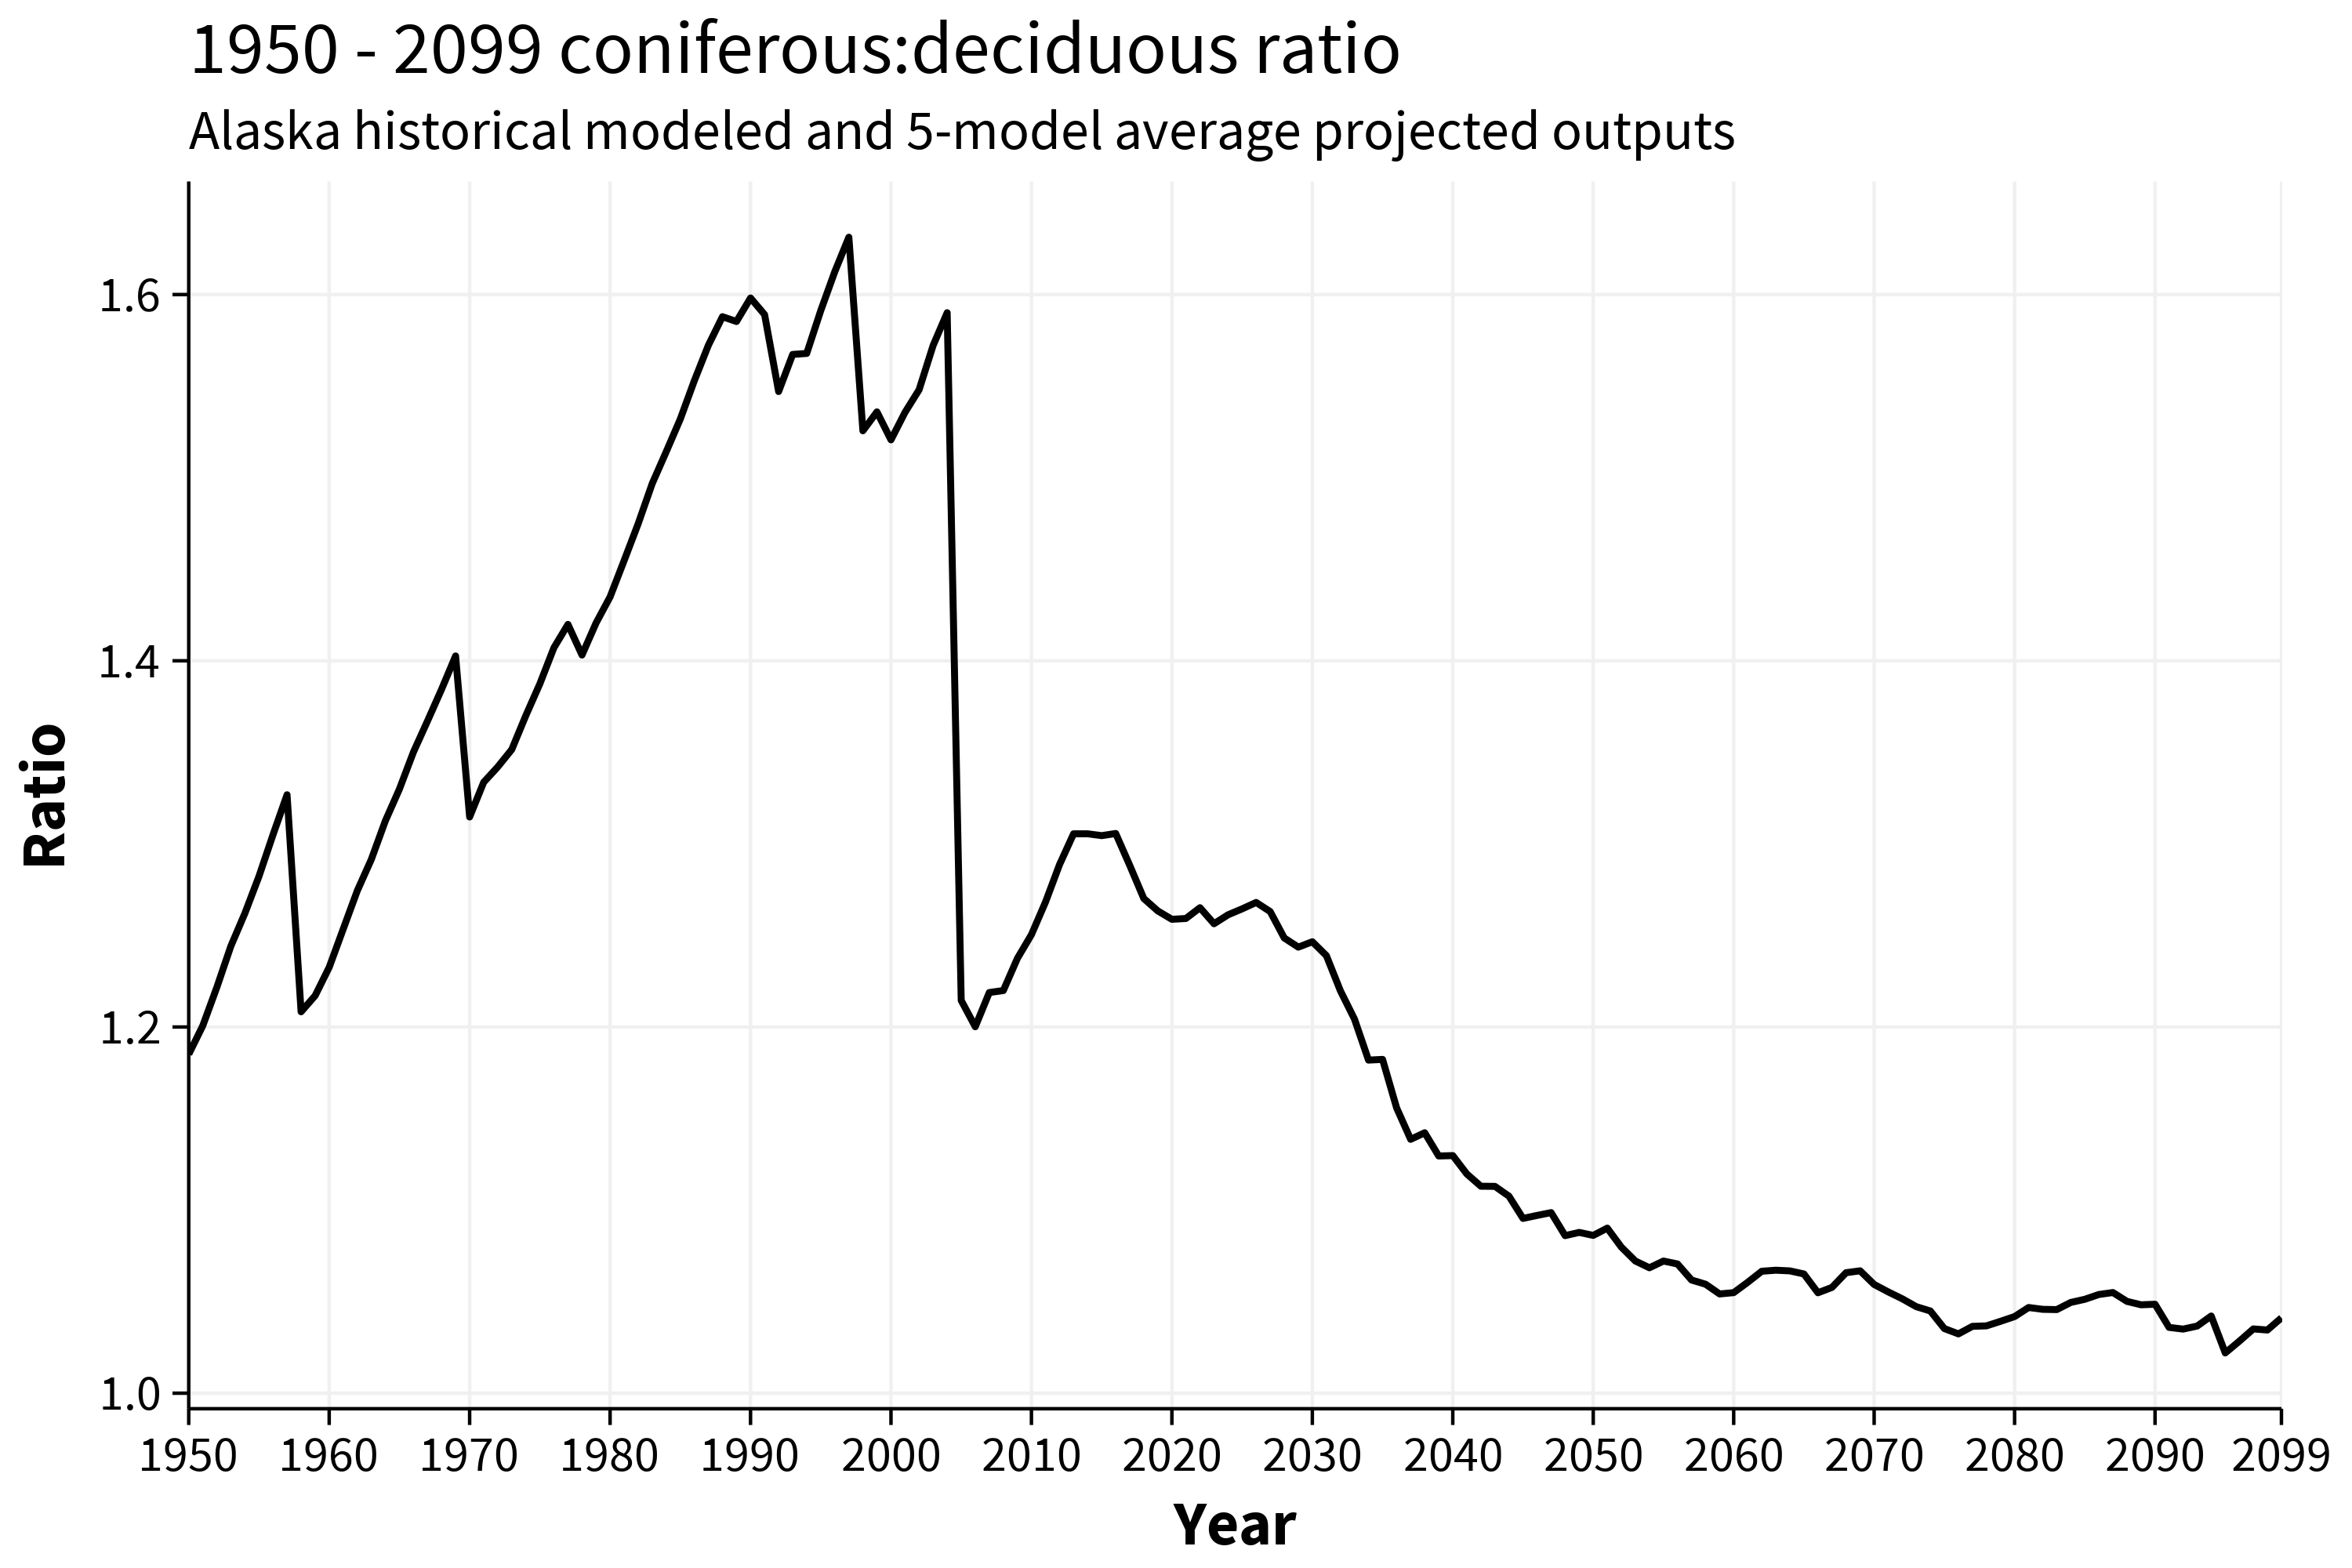 1950 - 2099 coniferous:deciduous ratio
Alaska historical modeled and 5-model average projected outputs
1.6
1.4
1.2
1.0
Ratio
1950 1960 1970 1980 1990 2000 2010 2020 2030 2040 2050 2060 2070 2080 2090 2099
Year